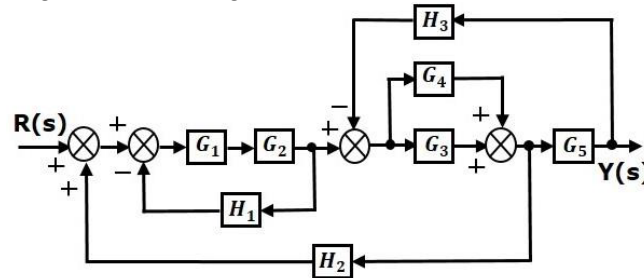 H₃
− G₄
R(s) + + + +
G₁ G₂ G₃ G₅
+ − + Y(s)
+ H₁
H₂